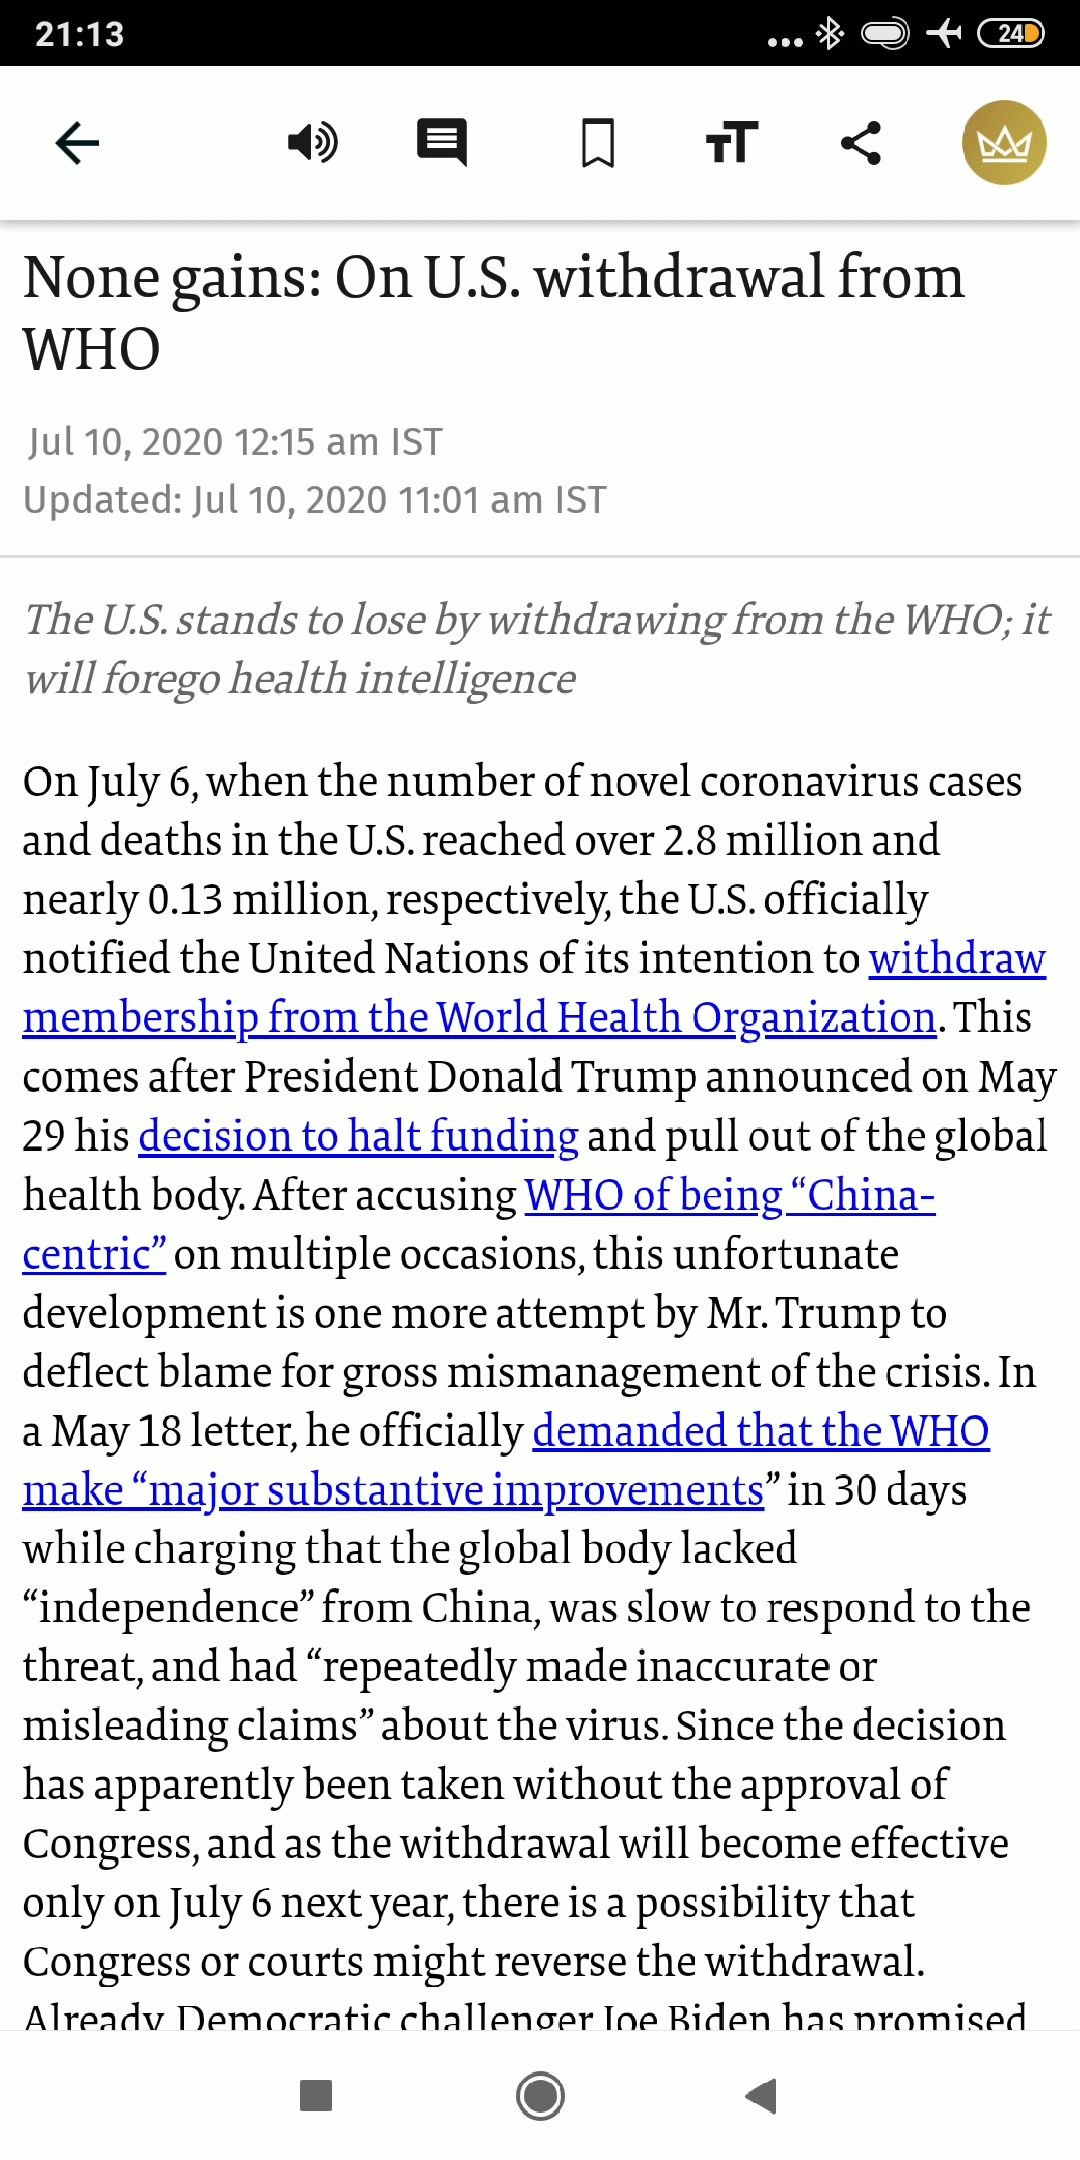 21:13
24
None gains: On U.S. withdrawal from
WHO
Jul 10, 2020 12:15 am IST
Updated: Jul 10, 2020 11:01 am IST
The U.S. stands to lose by withdrawing from the WHO; it
will forego health intelligence
On July 6, when the number of novel coronavirus cases
and deaths in the U.S. reached over 2.8 million and
nearly 0.13 million, respectively, the U.S. officially
notified the United Nations of its intention to withdraw
membership from the World Health Organization. This
comes after President Donald Trump announced on May
29 his decision to halt funding and pull out of the global
health body. After accusing WHO of being “China-
centric” on multiple occasions, this unfortunate
development is one more attempt by Mr. Trump to
deflect blame for gross mismanagement of the crisis. In
a May 18 letter, he officially demanded that the WHO
make “major substantive improvements” in 30 days
while charging that the global body lacked
“independence” from China, was slow to respond to the
threat, and had “repeatedly made inaccurate or
misleading claims” about the virus. Since the decision
has apparently been taken without the approval of
Congress, and as the withdrawal will become effective
only on July 6 next year, there is a possibility that
Congress or courts might reverse the withdrawal.
Already, Democratic challenger Joe Biden has promised